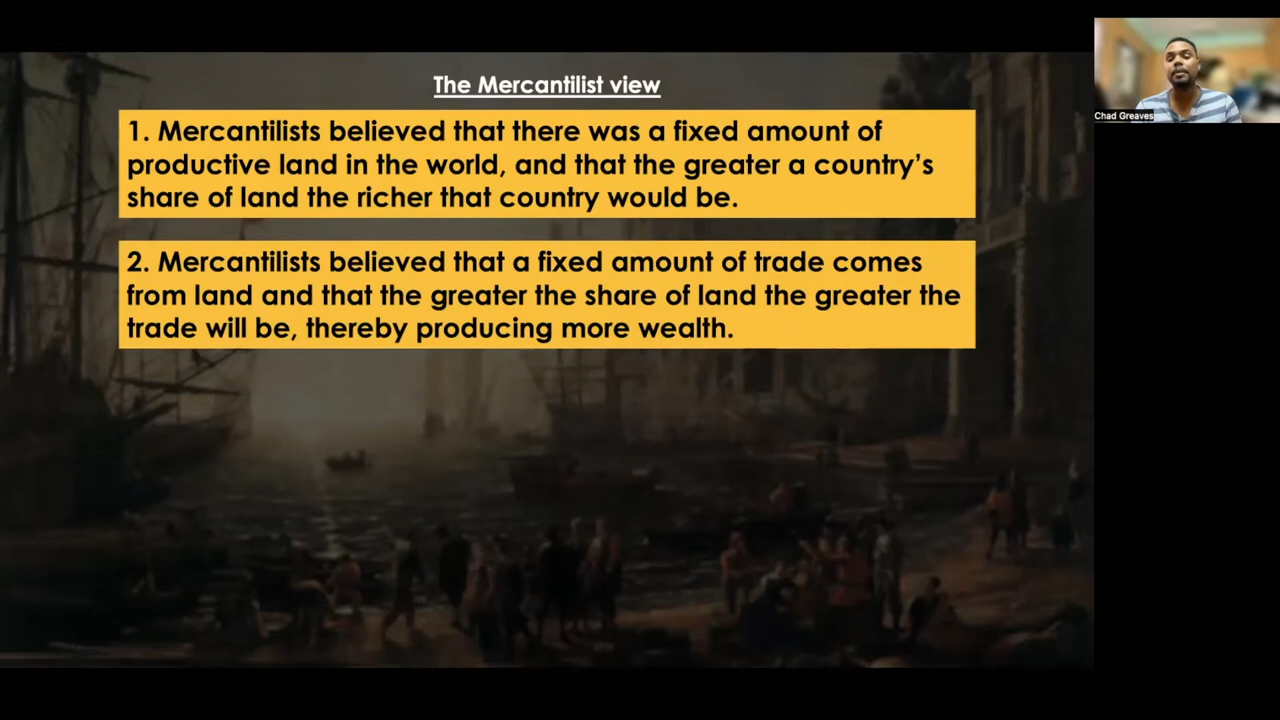 The Mercantilist view
1. Mercantilists believed that there was a fixed amount of
productive land in the world, and that the greater a country’s
share of land the richer that country would be.
2. Mercantilists believed that a fixed amount of trade comes
from land and that the greater the share of land the greater the
trade will be, thereby producing more wealth.
Chad Greaves